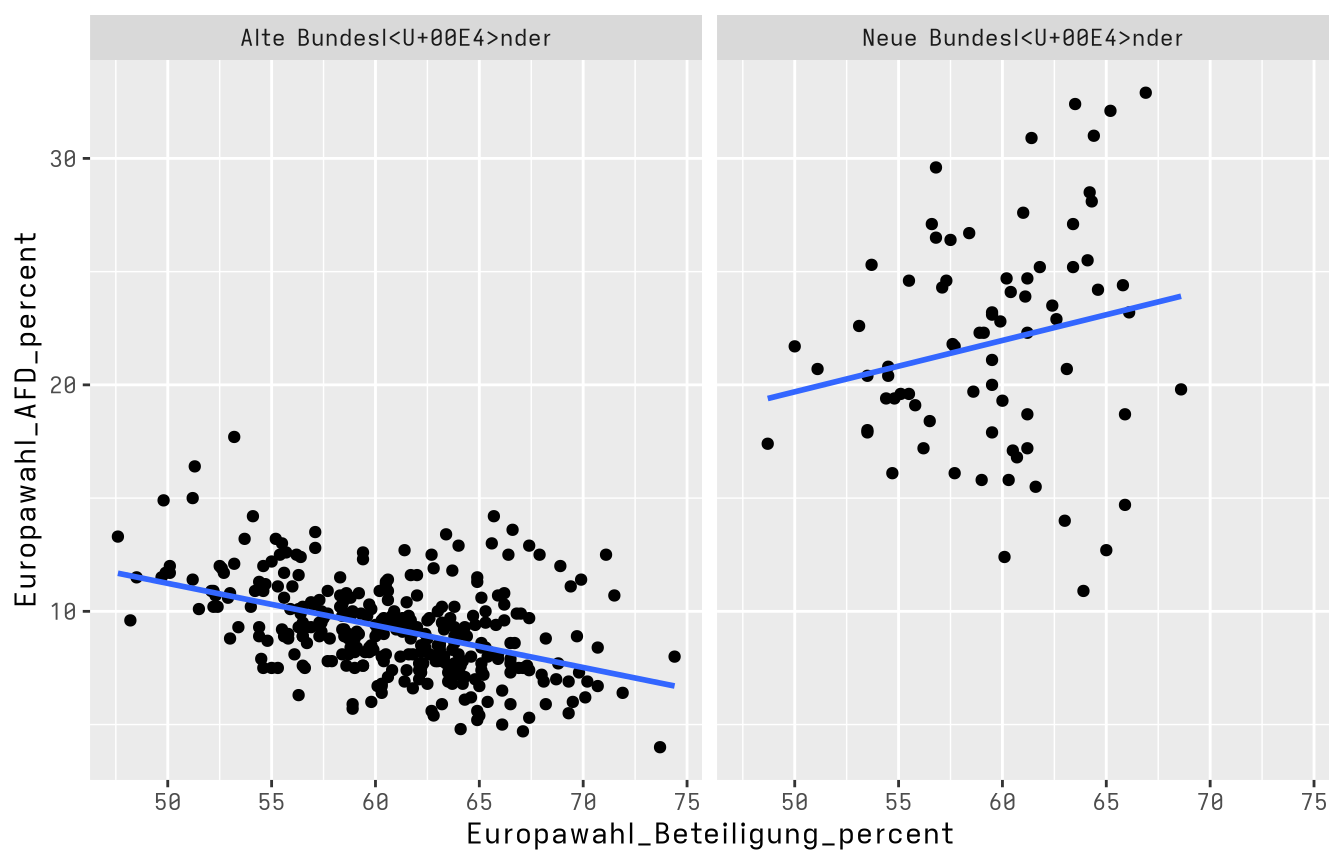 Alte Bundesl<U+00E4>nder
Neue Bundesl<U+00E4>nder
Europawahl_AFD_percent
30
20
10
50 55 60 65 70 75
50 55 60 65 70 75
Europawahl_Beteiligung_percent